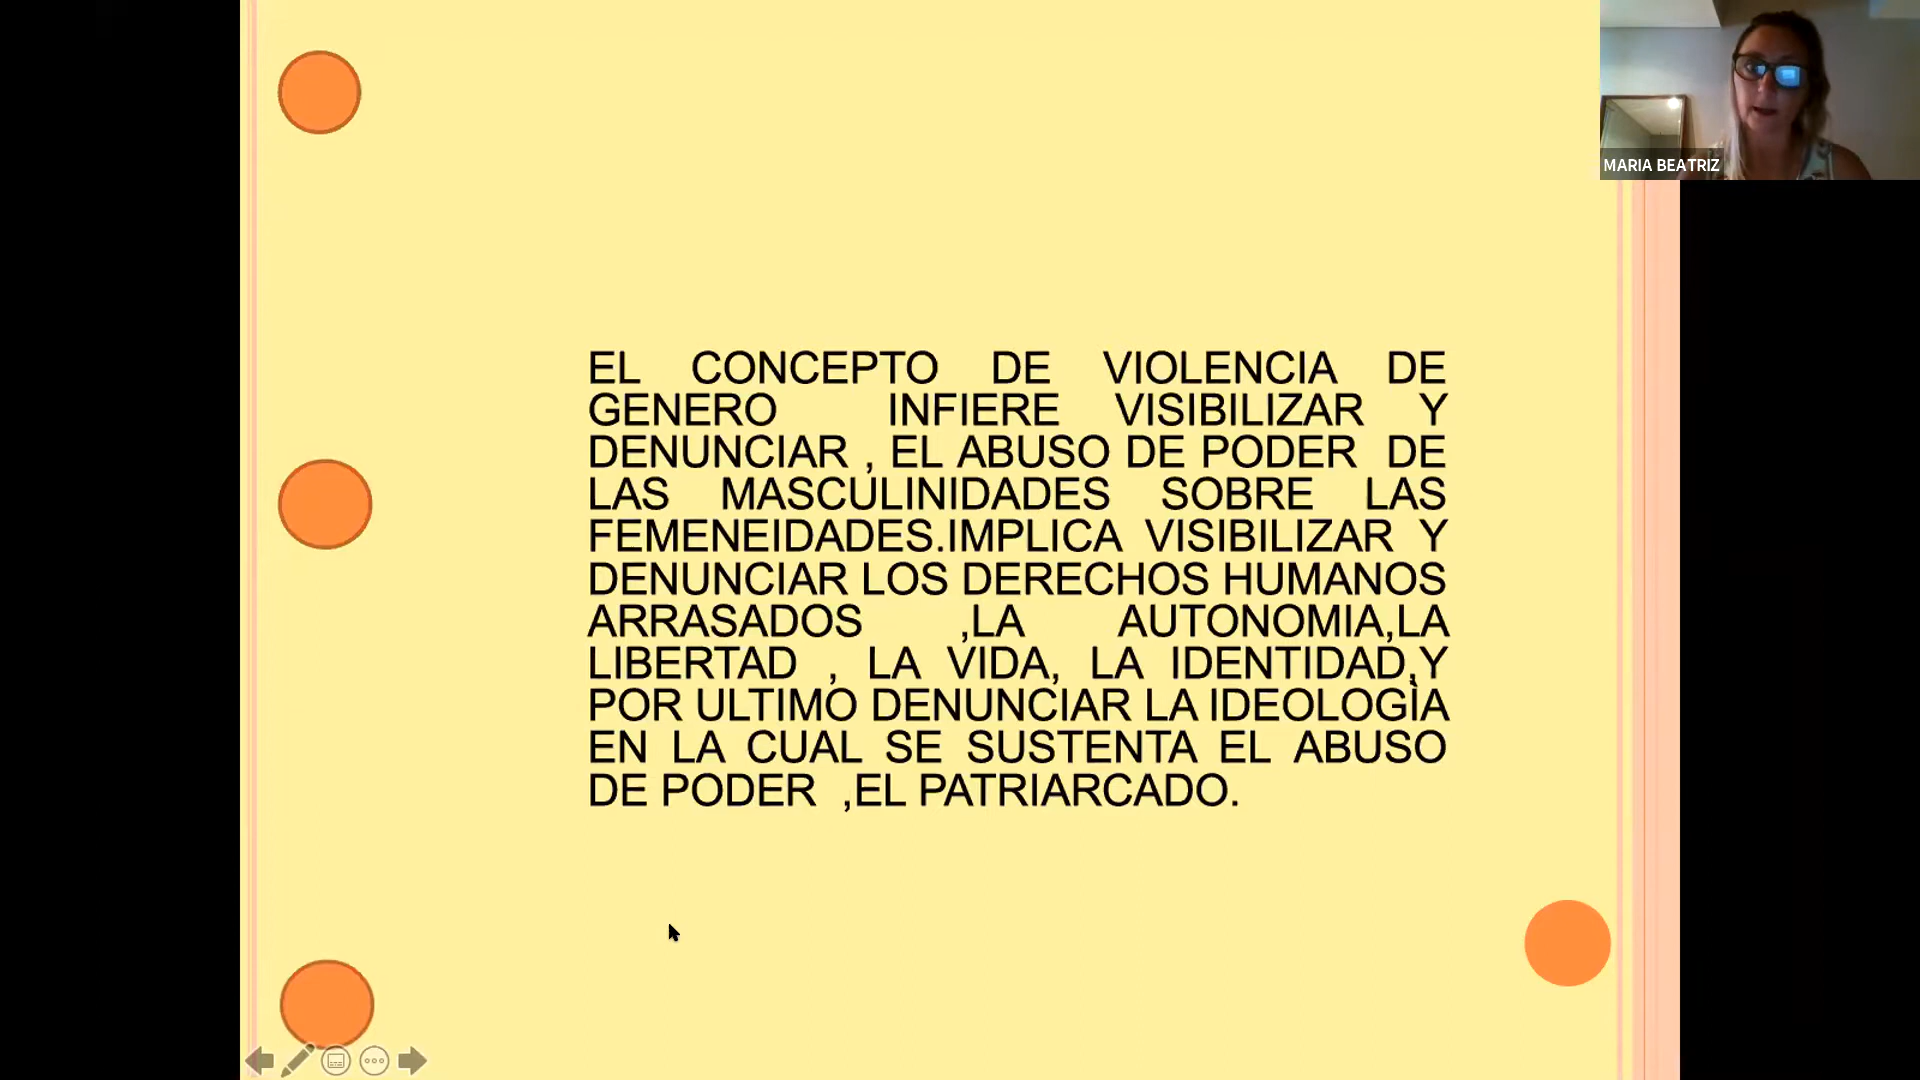 MARIA BEATRIZ
EL CONCEPTO DE VIOLENCIA DE
GENERO INFIERE VISIBILIZAR Y
DENUNCIAR , EL ABUSO DE PODER DE
LAS MASCULINIDADES SOBRE LAS
FEMENEIDADES.IMPLICA VISIBILIZAR Y
DENUNCIAR LOS DERECHOS HUMANOS
ARRASADOS ,LA AUTONOMIA,LA
LIBERTAD , LA VIDA, LA IDENTIDAD,Y
POR ULTIMO DENUNCIAR LA IDEOLOGÌA
EN LA CUAL SE SUSTENTA EL ABUSO
DE PODER ,EL PATRIARCADO.